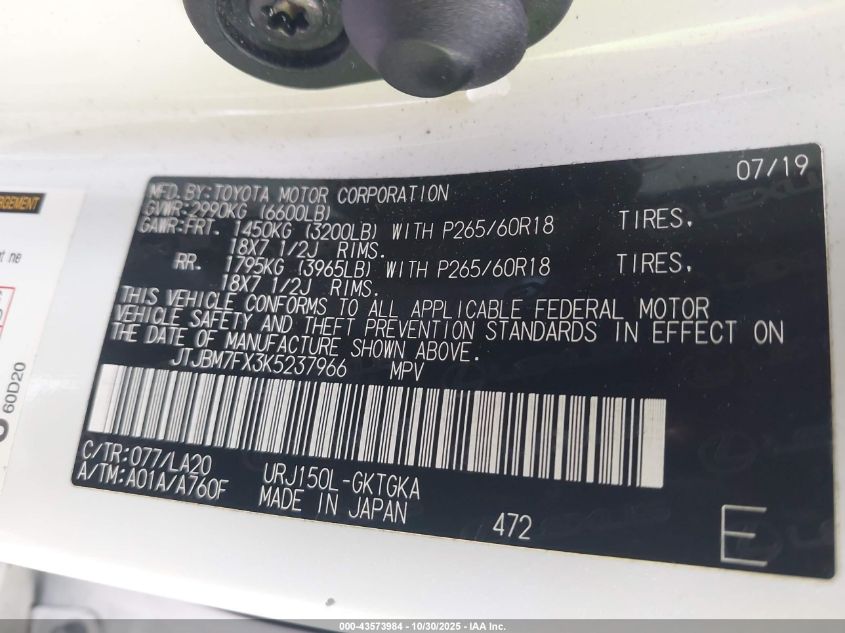 07/19
MFD.BY:TOYOTA MOTOR CORPORATION
GVWR:2990KG (6600LB)
GAWR:FRT. 1450KG (3200LB) WITH P265/60R18 TIRES,
18X7 1/2J RIMS.
RR. 1795KG (3965LB) WITH P265/60R18 TIRES,
18X7 1/2J RIMS.
THIS VEHICLE CONFORMS TO ALL APPLICABLE FEDERAL MOTOR
VEHICLE SAFETY AND THEFT PREVENTION STANDARDS IN EFFECT ON
THE DATE OF MANUFACTURE SHOWN ABOVE.
JTJBM7FX3K5237966 MPV
C/TR:077/LA20
A/TM:A01A/A760F
URJ150L-GKTGKA
MADE IN JAPAN
472
E
60D20
©00-43573984 - 10/30/2025 - IAA Inc.